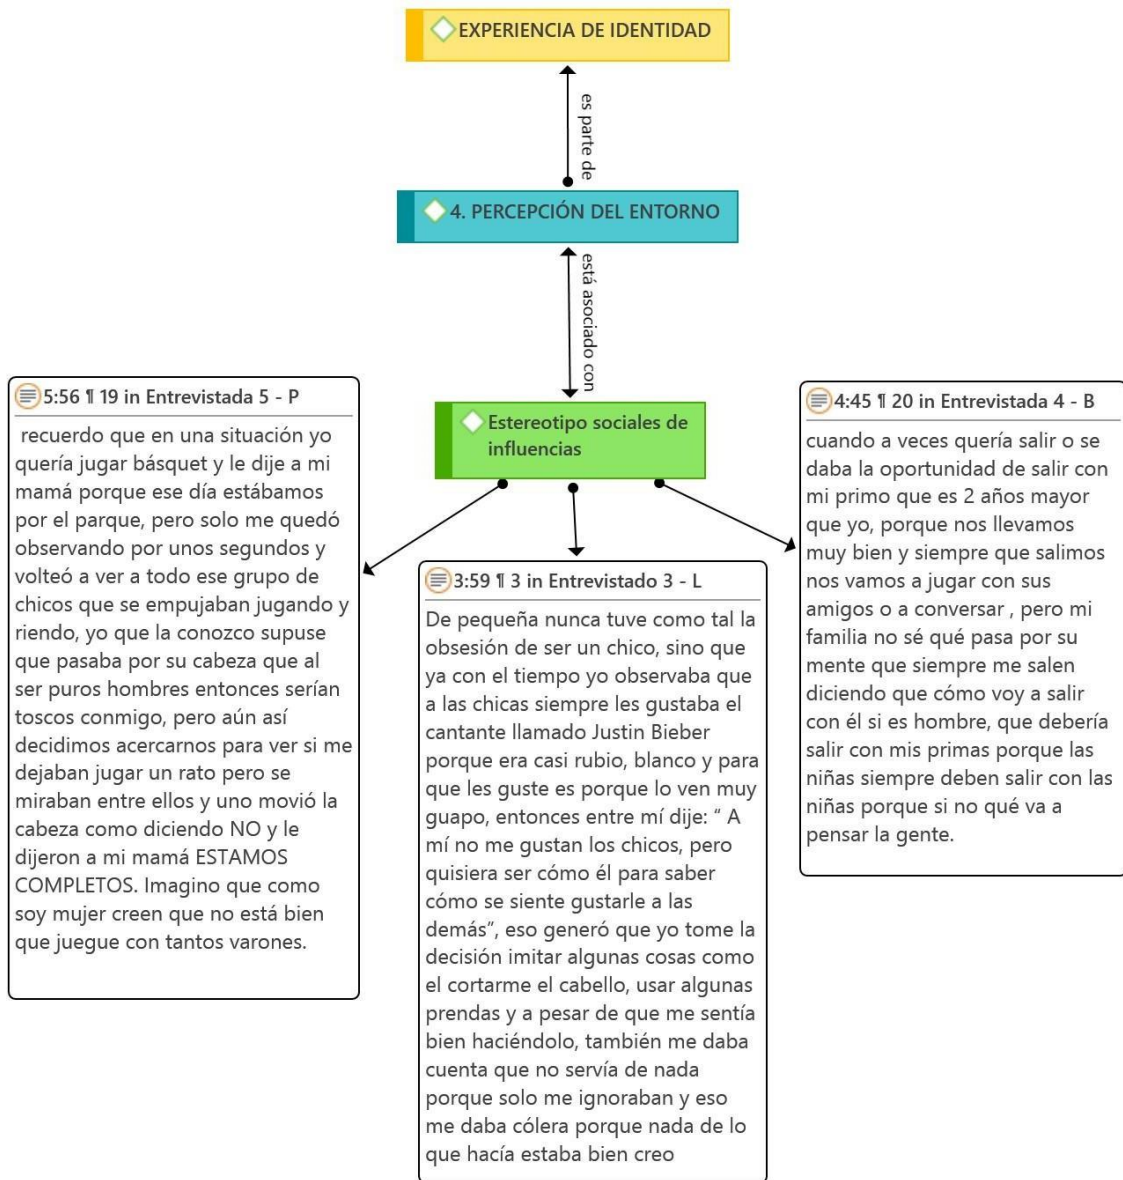 EXPERIENCIA DE IDENTIDAD
es parte de
4. PERCEPCIÓN DEL ENTORNO
está asociado con
Estereotipo sociales de
influencias
5:56 ¶ 19 in Entrevistada 5 - P
recuerdo que en una situación yo
quería jugar básquet y le dije a mi
mamá porque ese día estábamos
por el parque, pero solo me quedó
observando por unos segundos y
volteó a ver a todo ese grupo de
chicos que se empujaban jugando y
riendo, yo que la conozco supuse
que pasaba por su cabeza que al
ser puros hombres entonces serían
toscos conmigo, pero aún así
decidimos acercarnos para ver si me
dejaban jugar un rato pero se
miraban entre ellos y uno movió la
cabeza como diciendo NO y le
dijeron a mi mamá ESTAMOS
COMPLETOS. Imagino que como
soy mujer creen que no está bien
que juegue con tantos varones.
3:59 ¶ 3 in Entrevistado 3 - L
De pequeña nunca tuve como tal la
obsesión de ser un chico, sino que
ya con el tiempo yo observaba que
a las chicas siempre les gustaba el
cantante llamado Justin Bieber
porque era casi rubio, blanco y para
que les guste es porque lo ven muy
guapo, entonces entre mí dije: “ A
mí no me gustan los chicos, pero
quisiera ser cómo él para saber
cómo se siente gustarle a las
demás”, eso generó que yo tome la
decisión imitar algunas cosas como
el cortarme el cabello, usar algunas
prendas y a pesar de que me sentía
bien haciéndolo, también me daba
cuenta que no servía de nada
porque solo me ignoraban y eso
me daba cólera porque nada de lo
que hacía estaba bien creo
4:45 ¶ 20 in Entrevistada 4 - B
cuando a veces quería salir o se
daba la oportunidad de salir con
mi primo que es 2 años mayor
que yo, porque nos llevamos
muy bien y siempre que salimos
nos vamos a jugar con sus
amigos o a conversar , pero mi
familia no sé qué pasa por su
mente que siempre me salen
diciendo que cómo voy a salir
con él si es hombre, que debería
salir con mis primas porque las
niñas siempre deben salir con las
niñas porque si no qué va a
pensar la gente.